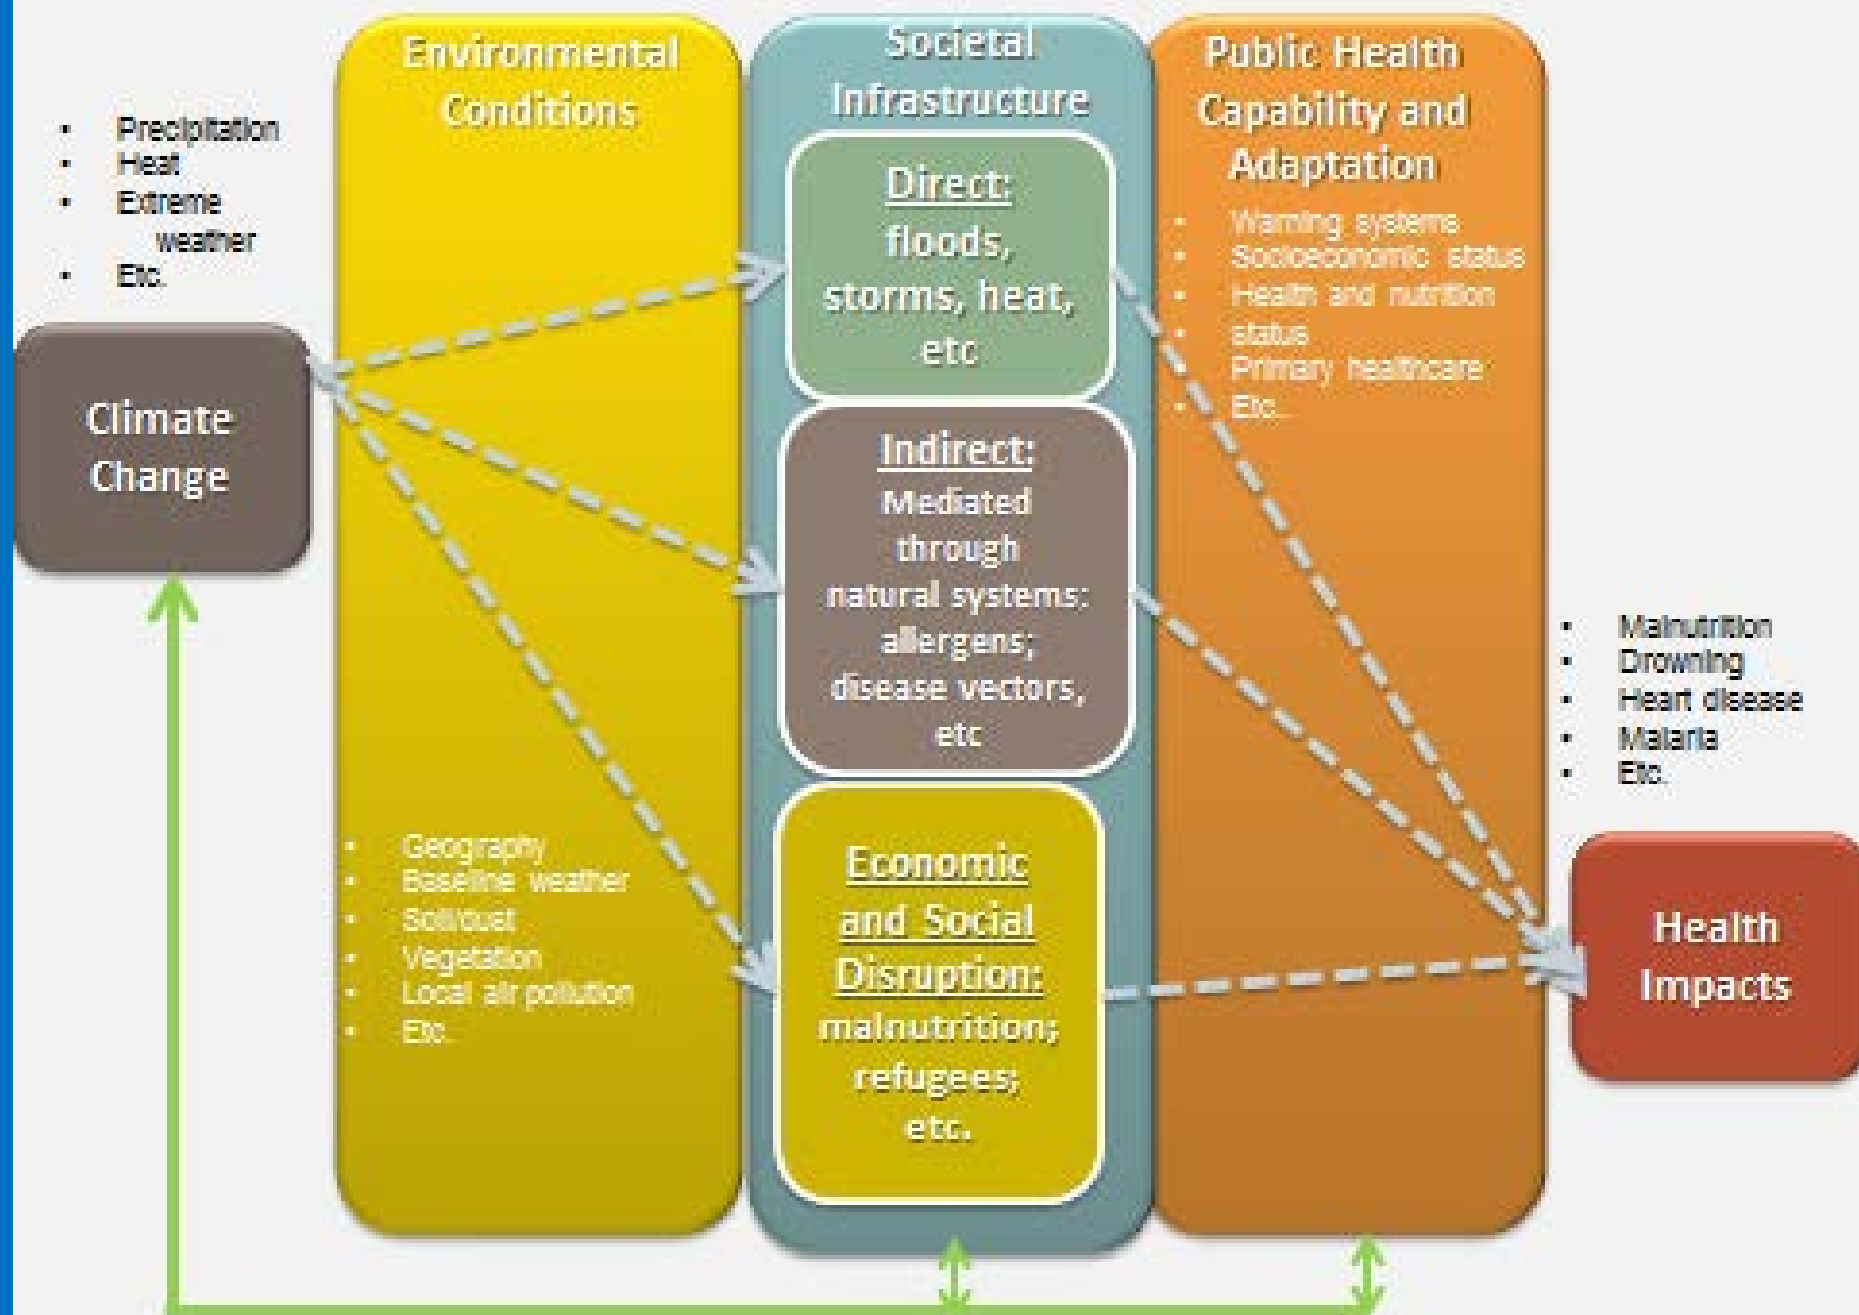 Precipitation
Heat
Extreme
weather
Etc.
Climate
Change
Environmental
Conditions
Geography
Baseline weather
Soil/dust
Vegetation
Local air pollution
Etc.
Societal
Infrastructure
Direct:
floods,
storms, heat,
etc
Indirect:
Mediated
through
natural systems:
allergens;
disease vectors,
etc
Economic
and Social
Disruption:
malnutrition;
refugees;
etc.
Public Health
Capability and
Adaptation
Warning systems
Socioeconomic status
Health and nutrition
status
Primary healthcare
Etc..
Malnutrition
Drowning
Heart disease
Malaria
Etc.
Health
Impacts